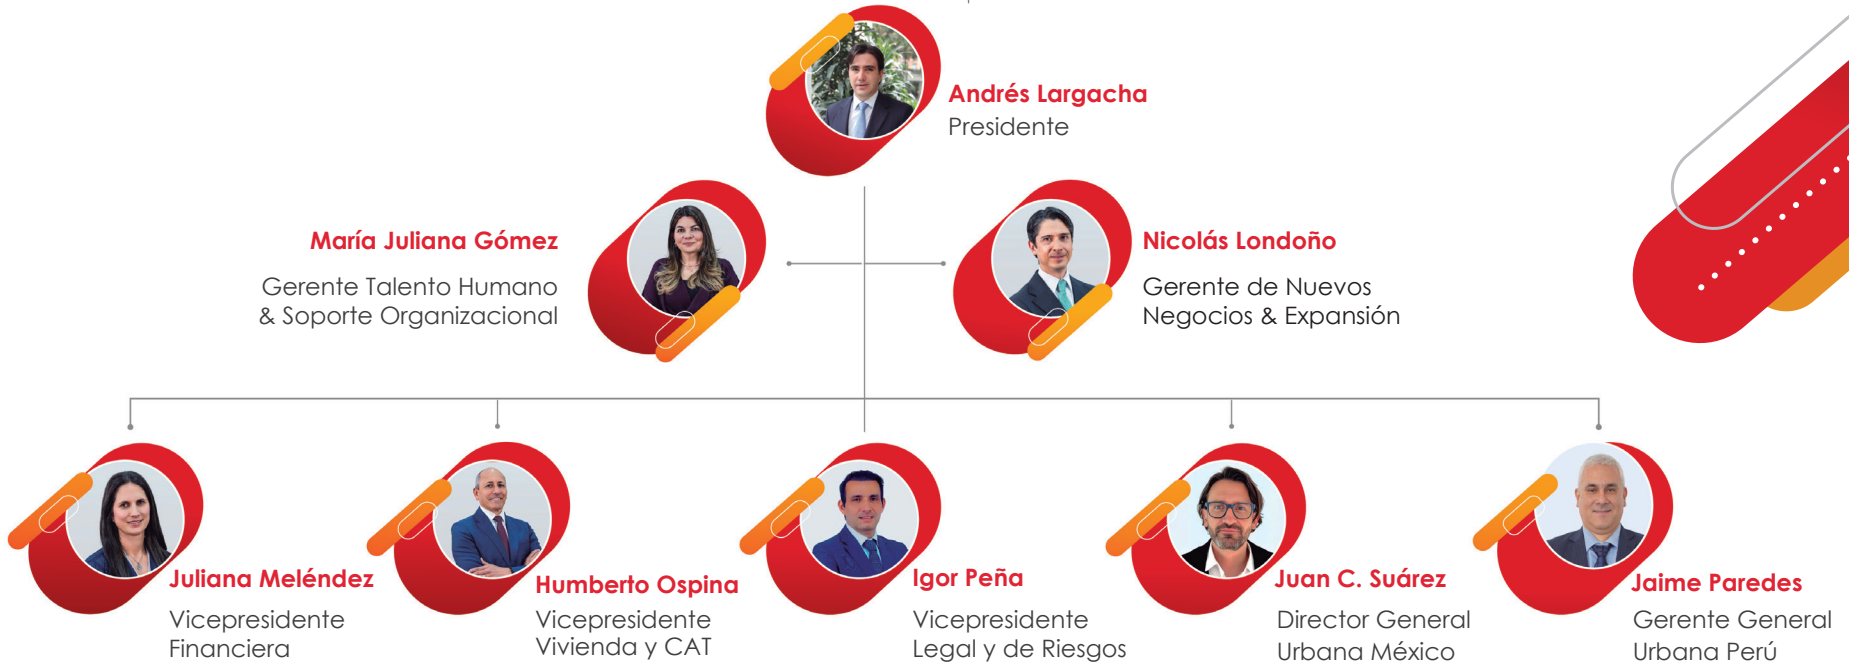 Andrés Largacha
Presidente
María Juliana Gómez
Gerente Talento Humano
& Soporte Organizacional
Nicolás Londoño
Gerente de Nuevos
Negocios & Expansión
Juliana Meléndez
Vicepresidente
Financiera
Humberto Ospina
Vicepresidente
Vivienda y CAT
Igor Peña
Vicepresidente
Legal y de Riesgos
Juan C. Suárez
Director General
Urbana México
Jaime Paredes
Gerente General
Urbana Perú